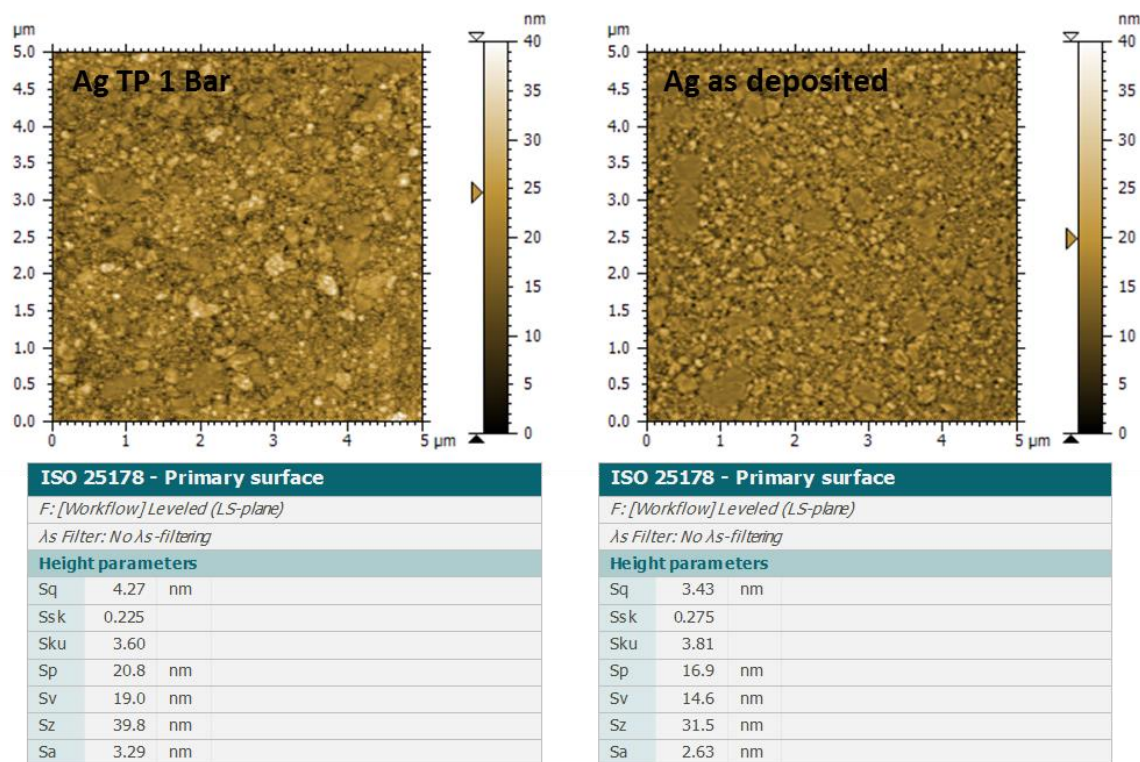 µm
nm
5.0
4.5
4.0
3.5
3.0
2.5
2.0
1.5
1.0
0.5
0.0
0 1 2 3 4 5 µm
Ag TP 1 Bar
40
35
30
25
20
15
10
5
0
ISO 25178 - Primary surface
F: [Workflow] Leveled (LS-plane)
λs Filter: No λs-filtering
Height parameters
Sq 4.27 nm
Ssk 0.225
Sku 3.60
Sp 20.8 nm
Sv 19.0 nm
Sz 39.8 nm
Sa 3.29 nm
µm
nm
5.0
4.5
4.0
3.5
3.0
2.5
2.0
1.5
1.0
0.5
0.0
0 1 2 3 4 5 µm
Ag as deposited
40
35
30
25
20
15
10
5
0
ISO 25178 - Primary surface
F: [Workflow] Leveled (LS-plane)
λs Filter: No λs-filtering
Height parameters
Sq 3.43 nm
Ssk 0.275
Sku 3.81
Sp 16.9 nm
Sv 14.6 nm
Sz 31.5 nm
Sa 2.63 nm